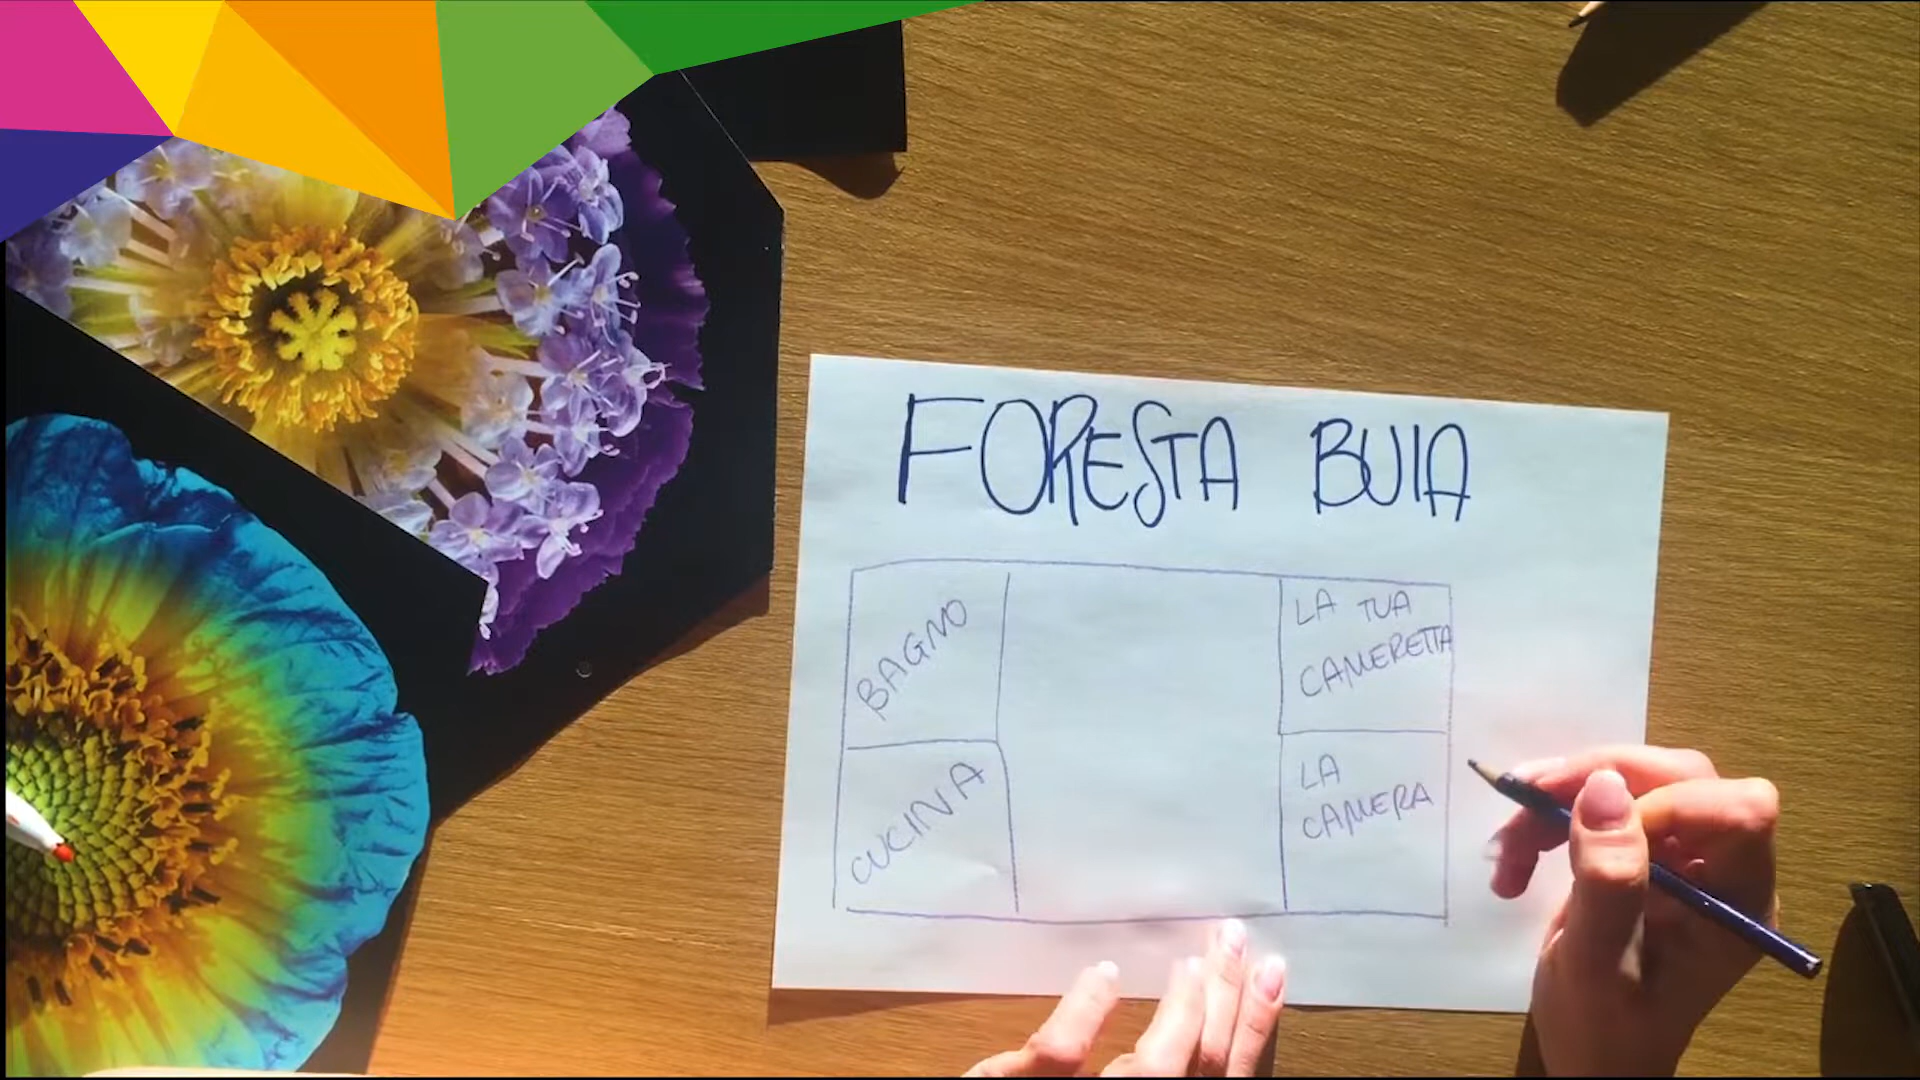 FORESTA BUIA
BAGNO
CUCINA
LA TUA
CAMERETTA
LA
CAMERA